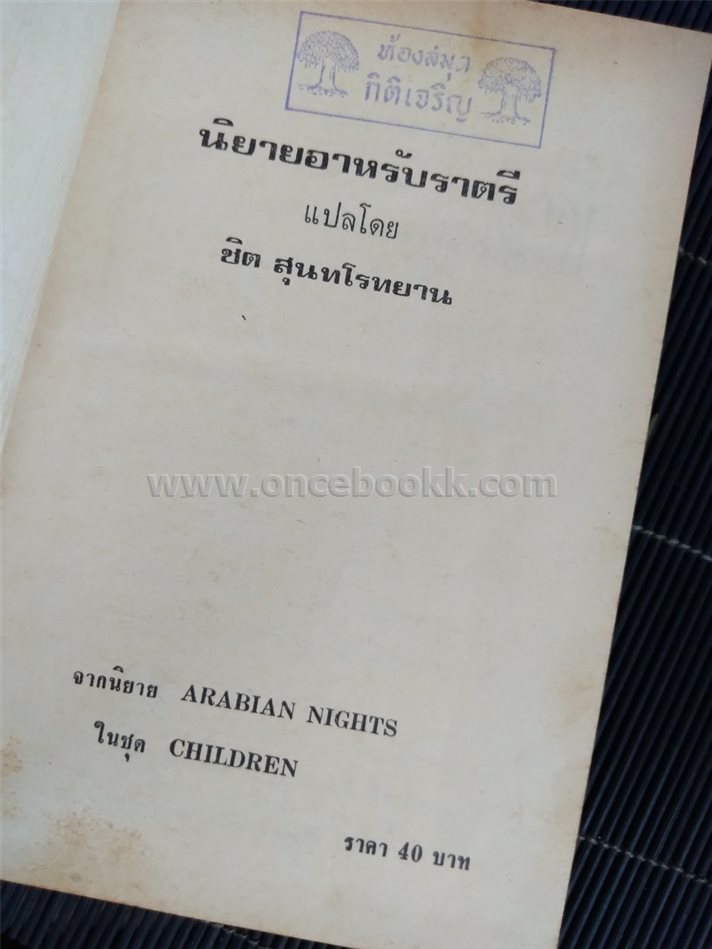 ห้องสมุด
กิติเจริญ
นิยายอาหรับราตรี
แปลโดย
ชิต สุนทโรทยาน
www.oncebookk.com
จากนิยาย ARABIAN NIGHTS
ในชุด CHILDREN
ราคา 40 บาท